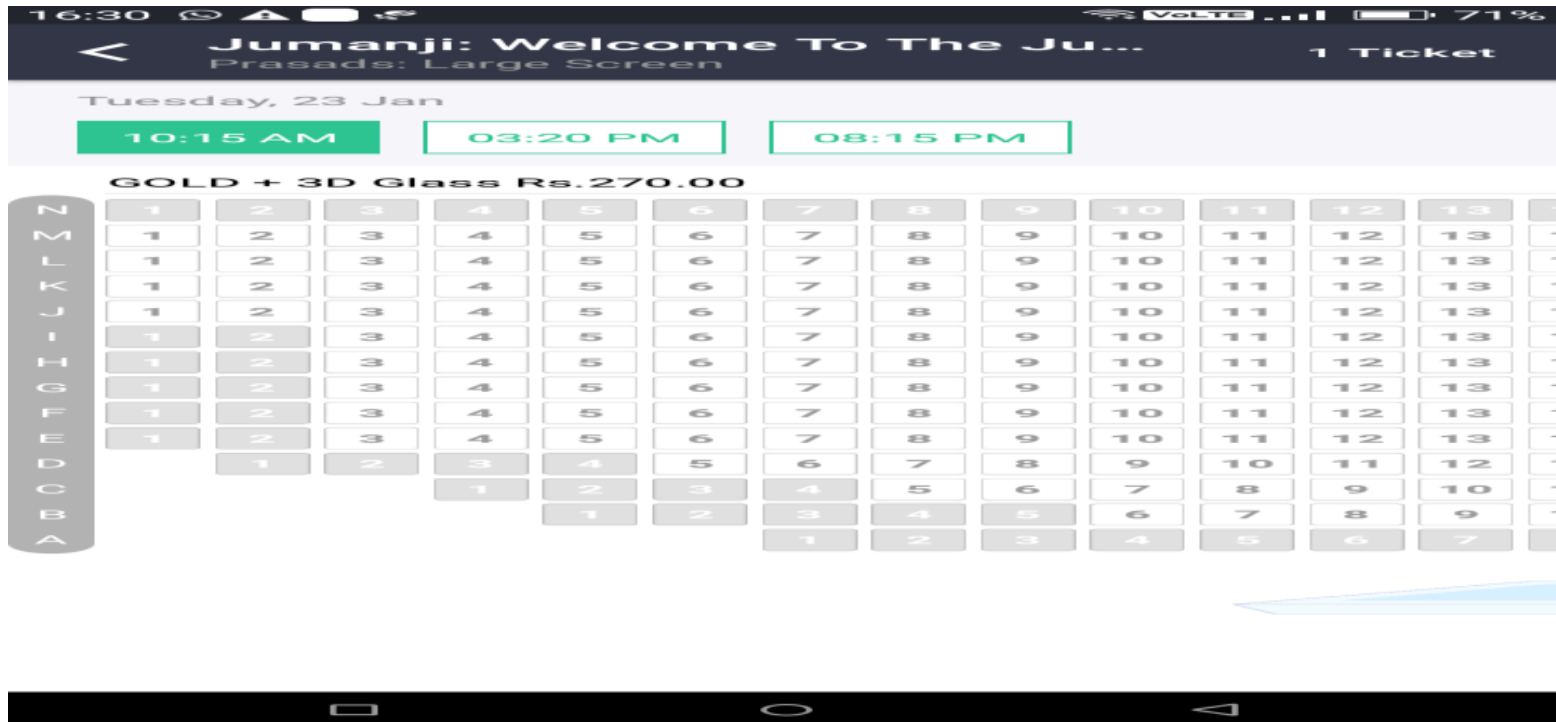 16:30 VoLTE 71%
Jumanji: Welcome To The Ju...
Prasads: Large Screen
1 Ticket
Tuesday, 23 Jan
10:15 AM 03:20 PM 08:15 PM
GOLD + 3D Glass Rs.270.00
N 1 2 3 4 5 6 7 8 9 10 11 12 13
M 1 2 3 4 5 6 7 8 9 10 11 12 13
L 1 2 3 4 5 6 7 8 9 10 11 12 13
K 1 2 3 4 5 6 7 8 9 10 11 12 13
J 1 2 3 4 5 6 7 8 9 10 11 12 13
I 1 2 3 4 5 6 7 8 9 10 11 12 13
H 1 2 3 4 5 6 7 8 9 10 11 12 13
G 1 2 3 4 5 6 7 8 9 10 11 12 13
F 1 2 3 4 5 6 7 8 9 10 11 12 13
E 1 2 3 4 5 6 7 8 9 10 11 12 13
D 1 2 3 4 5 6 7 8 9 10 11 12
C 1 2 3 4 5 6 7 8 9 10
B 1 2 3 4 5 6 7 8 9
A 1 2 3 4 5 6 7